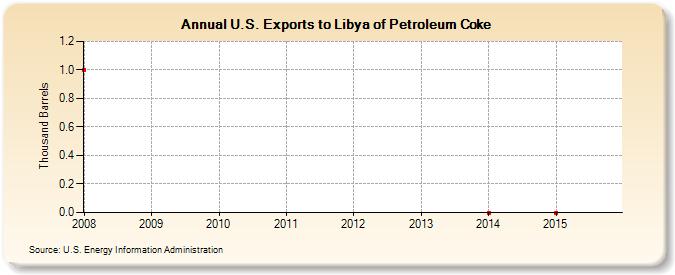 Annual U.S. Exports to Libya of Petroleum Coke
Thousand Barrels
1.2
1.0
0.8
0.6
0.4
0.2
0.0
2008 2009 2010 2011 2012 2013 2014 2015
Source: U.S. Energy Information Administration